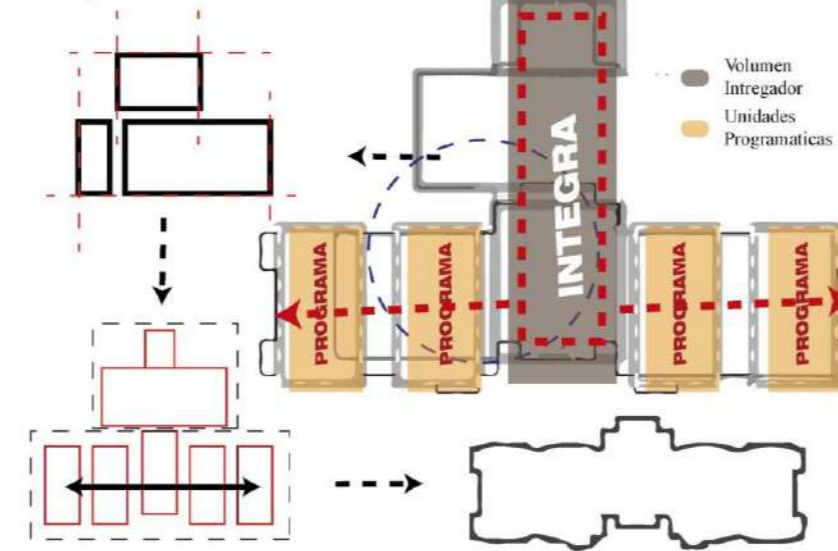 Volumen
Intregador
Unidades
Programaticas
INTEGRA
PROGRAMA
PROGRAMA
PROGRAMA
PROGRAMA